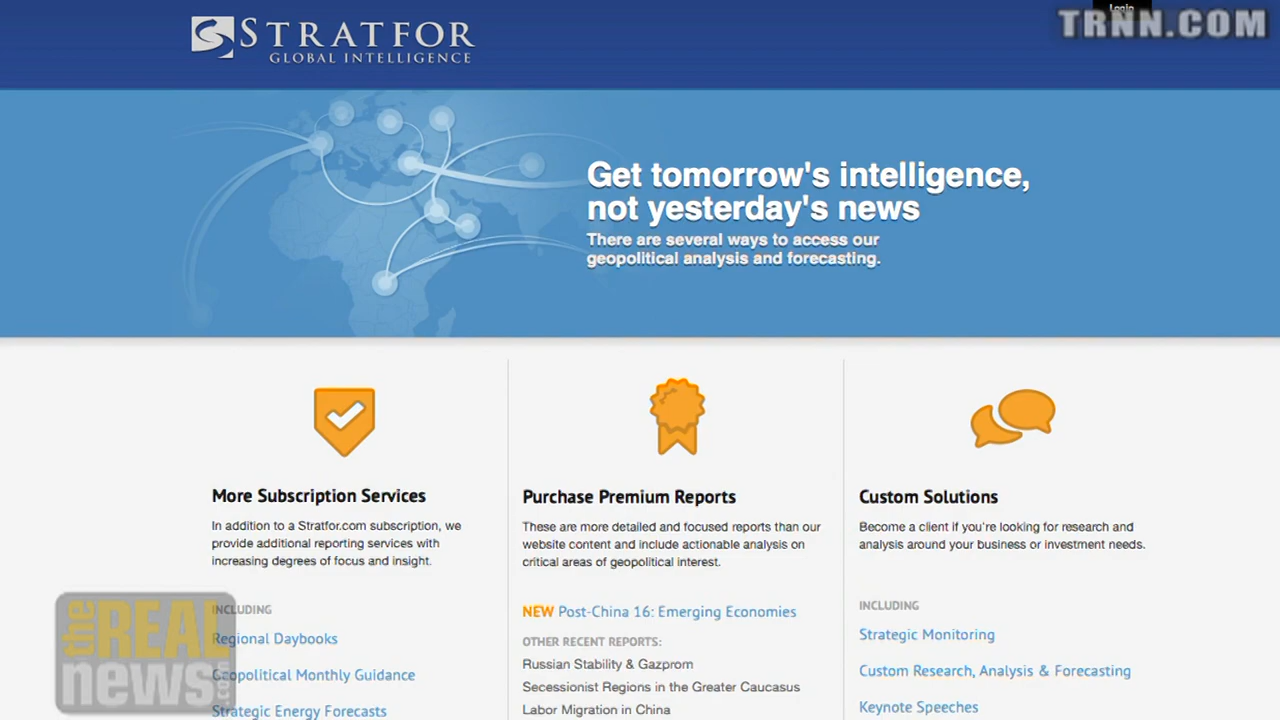 Login
TRNN.COM
STRATFOR
GLOBAL INTELLIGENCE
Get tomorrow's intelligence,
not yesterday's news
There are several ways to access our
geopolitical analysis and forecasting.
More Subscription Services
In addition to a Stratfor.com subscription, we
provide additional reporting services with
increasing degrees of focus and insight.
INCLUDING
Regional Daybooks
Geopolitical Monthly Guidance
Strategic Energy Forecasts
Purchase Premium Reports
These are more detailed and focused reports than our
website content and include actionable analysis on
critical areas of geopolitical interest.
NEW Post-China 16: Emerging Economies
OTHER RECENT REPORTS:
Russian Stability & Gazprom
Secessionist Regions in the Greater Caucasus
Labor Migration in China
Custom Solutions
Become a client if you're looking for research and
analysis around your business or investment needs.
INCLUDING
Strategic Monitoring
Custom Research, Analysis & Forecasting
Keynote Speeches
the
REAL
news.com